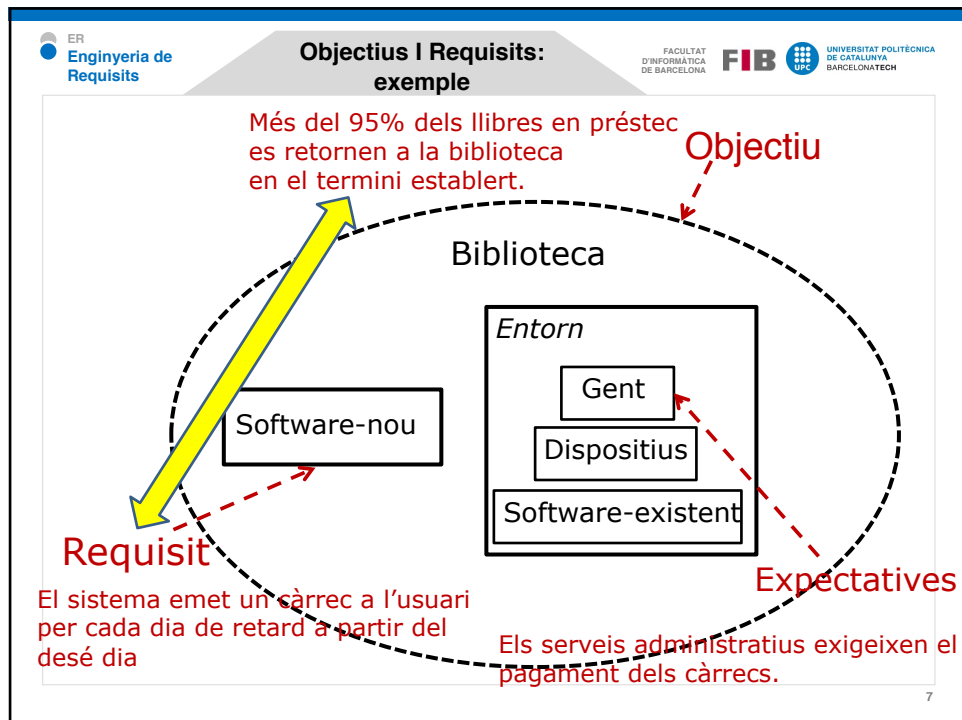 ER
Enginyeria de
Requisits
Objectius I Requisits:
exemple
FACULTAT
D'INFORMÀTICA
DE BARCELONA
FIB
UPC
UNIVERSITAT POLITÈCNICA
DE CATALUNYA
BARCELONATECH
Més del 95% dels llibres en préstec
es retornen a la biblioteca
en el termini establert.
Objectiu
Biblioteca
Entorn
Gent
Dispositius
Software-existent
Software-nou
Requisit
El sistema emet un càrrec a l’usuari
per cada dia de retard a partir del
desé dia
Expectatives
Els serveis administratius exigeixen el
pagament dels càrrecs.
7